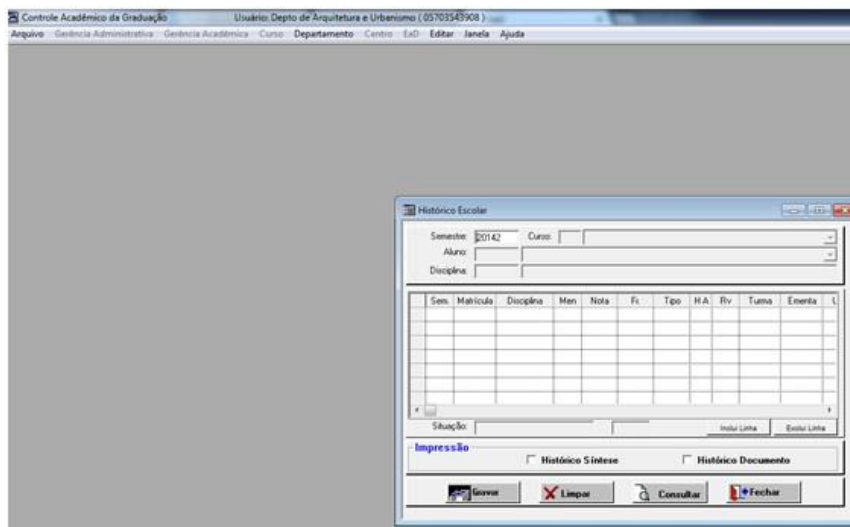 Controle Acadêmico da Graduação Usuário: Depto de Arquitetura e Urbanismo ( 05703543908 )
Arquivo Gerência Administrativa Gerência Acadêmica Curso Departamento Centro EaD Editar Janela Ajuda
Histórico Escolar
Semestre: 20142 Curso:
Aluno:
Disciplina:
Sem. Matrícula Disciplina Men Nota Fr. Tipo H A Rv Turma Ementa
Situação: Inclui Linha Exclui Linha
Impressão
Histórico Síntese Histórico Documento
Gravar Limpar Consultar Fechar